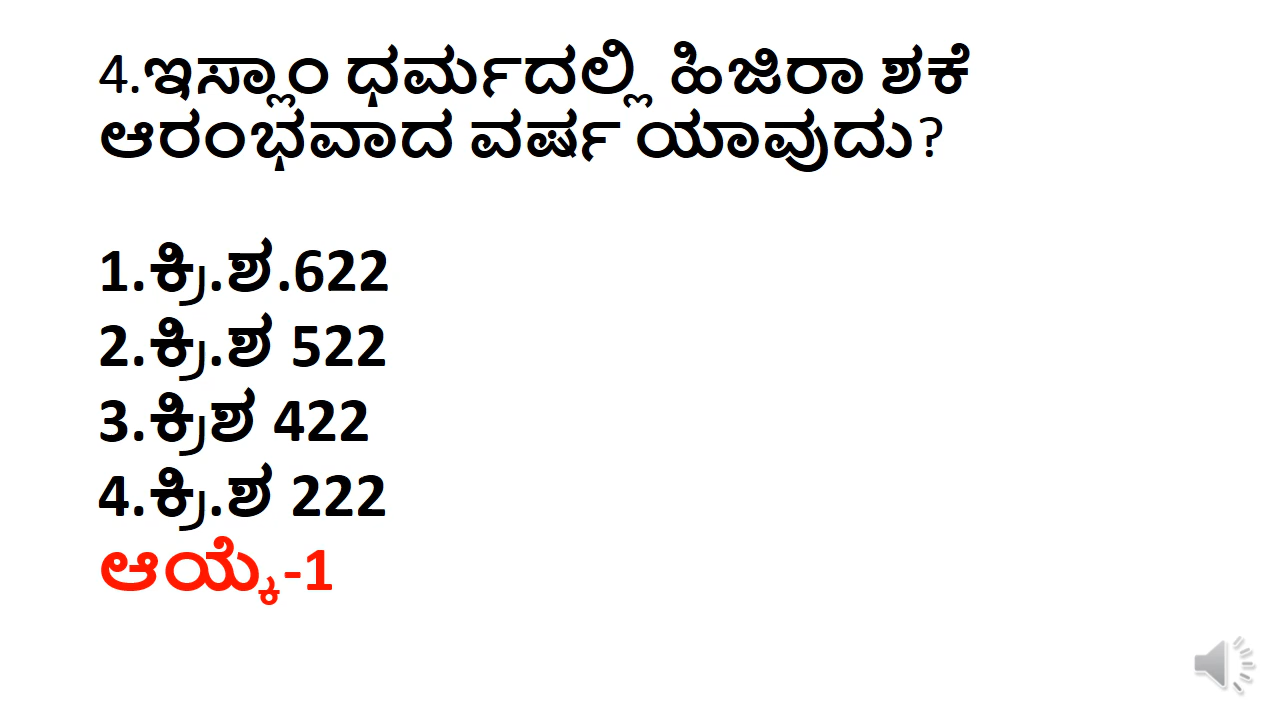 4.ಇಸ್ಲಾಂ ಧರ್ಮದಲ್ಲಿ ಹಿಜಿರಾ ಶಕೆ
ಆರಂಭವಾದ ವರ್ಷ ಯಾವುದು?
1.ಕ್ರಿ.ಶ.622
2.ಕ್ರಿ.ಶ 522
3.ಕ್ರಿಶ 422
4.ಕ್ರಿ.ಶ 222
ಆಯ್ಕೆ-1